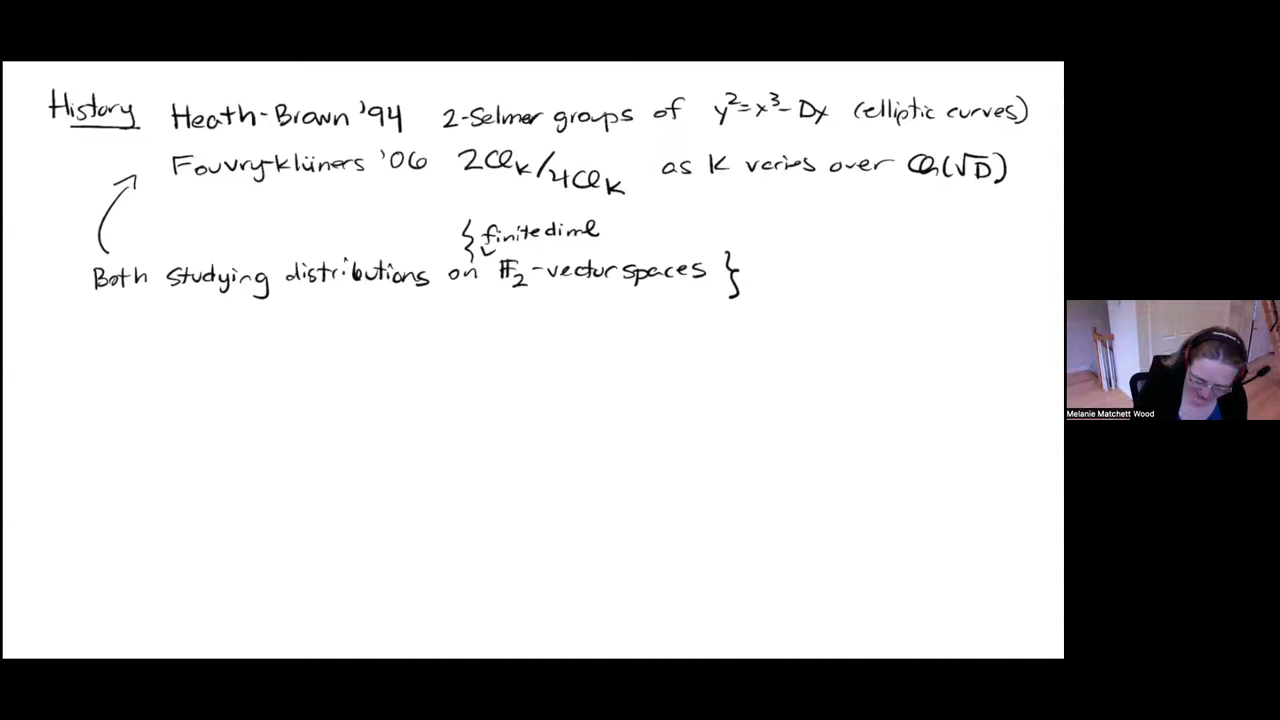 History Heath-Brown '94 2-Selmer groups of y²=x³-Dx (elliptic curves)
Fouvry-Klüners '06 2Cl_K/4Cl_K as K varies over Q(√D)
{ finite diml
Both studying distributions on F₂-vector spaces }
Melanie Matchett Wood